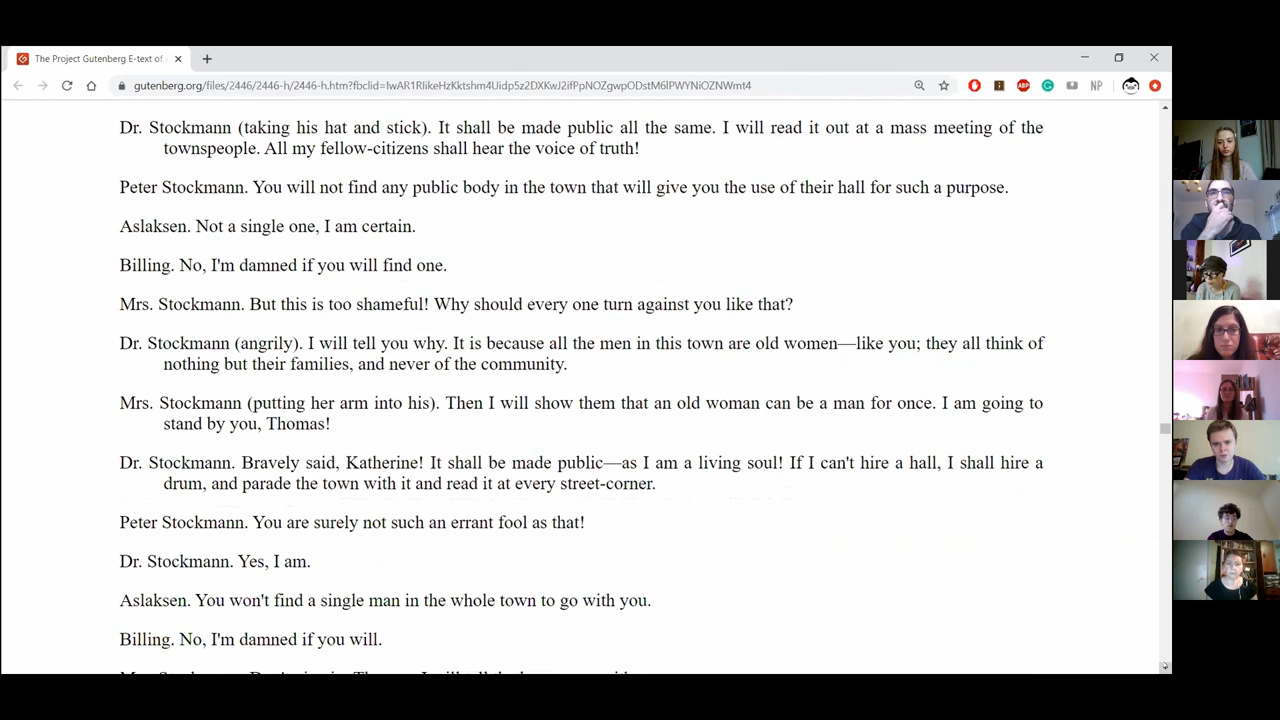 The Project Gutenberg E-text of
gutenberg.org/files/2446/2446-h/2446-h.htm?fbclid=IwAR1RIikeHzKktshm4Uidp5z2DXKwJ2ifPpNOZgwpODstM6lPWYNiOZNWmt4
ABP
NP
Dr. Stockmann (taking his hat and stick). It shall be made public all the same. I will read it out at a mass meeting of the
townspeople. All my fellow-citizens shall hear the voice of truth!
Peter Stockmann. You will not find any public body in the town that will give you the use of their hall for such a purpose.
Aslaksen. Not a single one, I am certain.
Billing. No, I'm damned if you will find one.
Mrs. Stockmann. But this is too shameful! Why should every one turn against you like that?
Dr. Stockmann (angrily). I will tell you why. It is because all the men in this town are old women—like you; they all think of
nothing but their families, and never of the community.
Mrs. Stockmann (putting her arm into his). Then I will show them that an old woman can be a man for once. I am going to
stand by you, Thomas!
Dr. Stockmann. Bravely said, Katherine! It shall be made public—as I am a living soul! If I can't hire a hall, I shall hire a
drum, and parade the town with it and read it at every street-corner.
Peter Stockmann. You are surely not such an errant fool as that!
Dr. Stockmann. Yes, I am.
Aslaksen. You won't find a single man in the whole town to go with you.
Billing. No, I'm damned if you will.